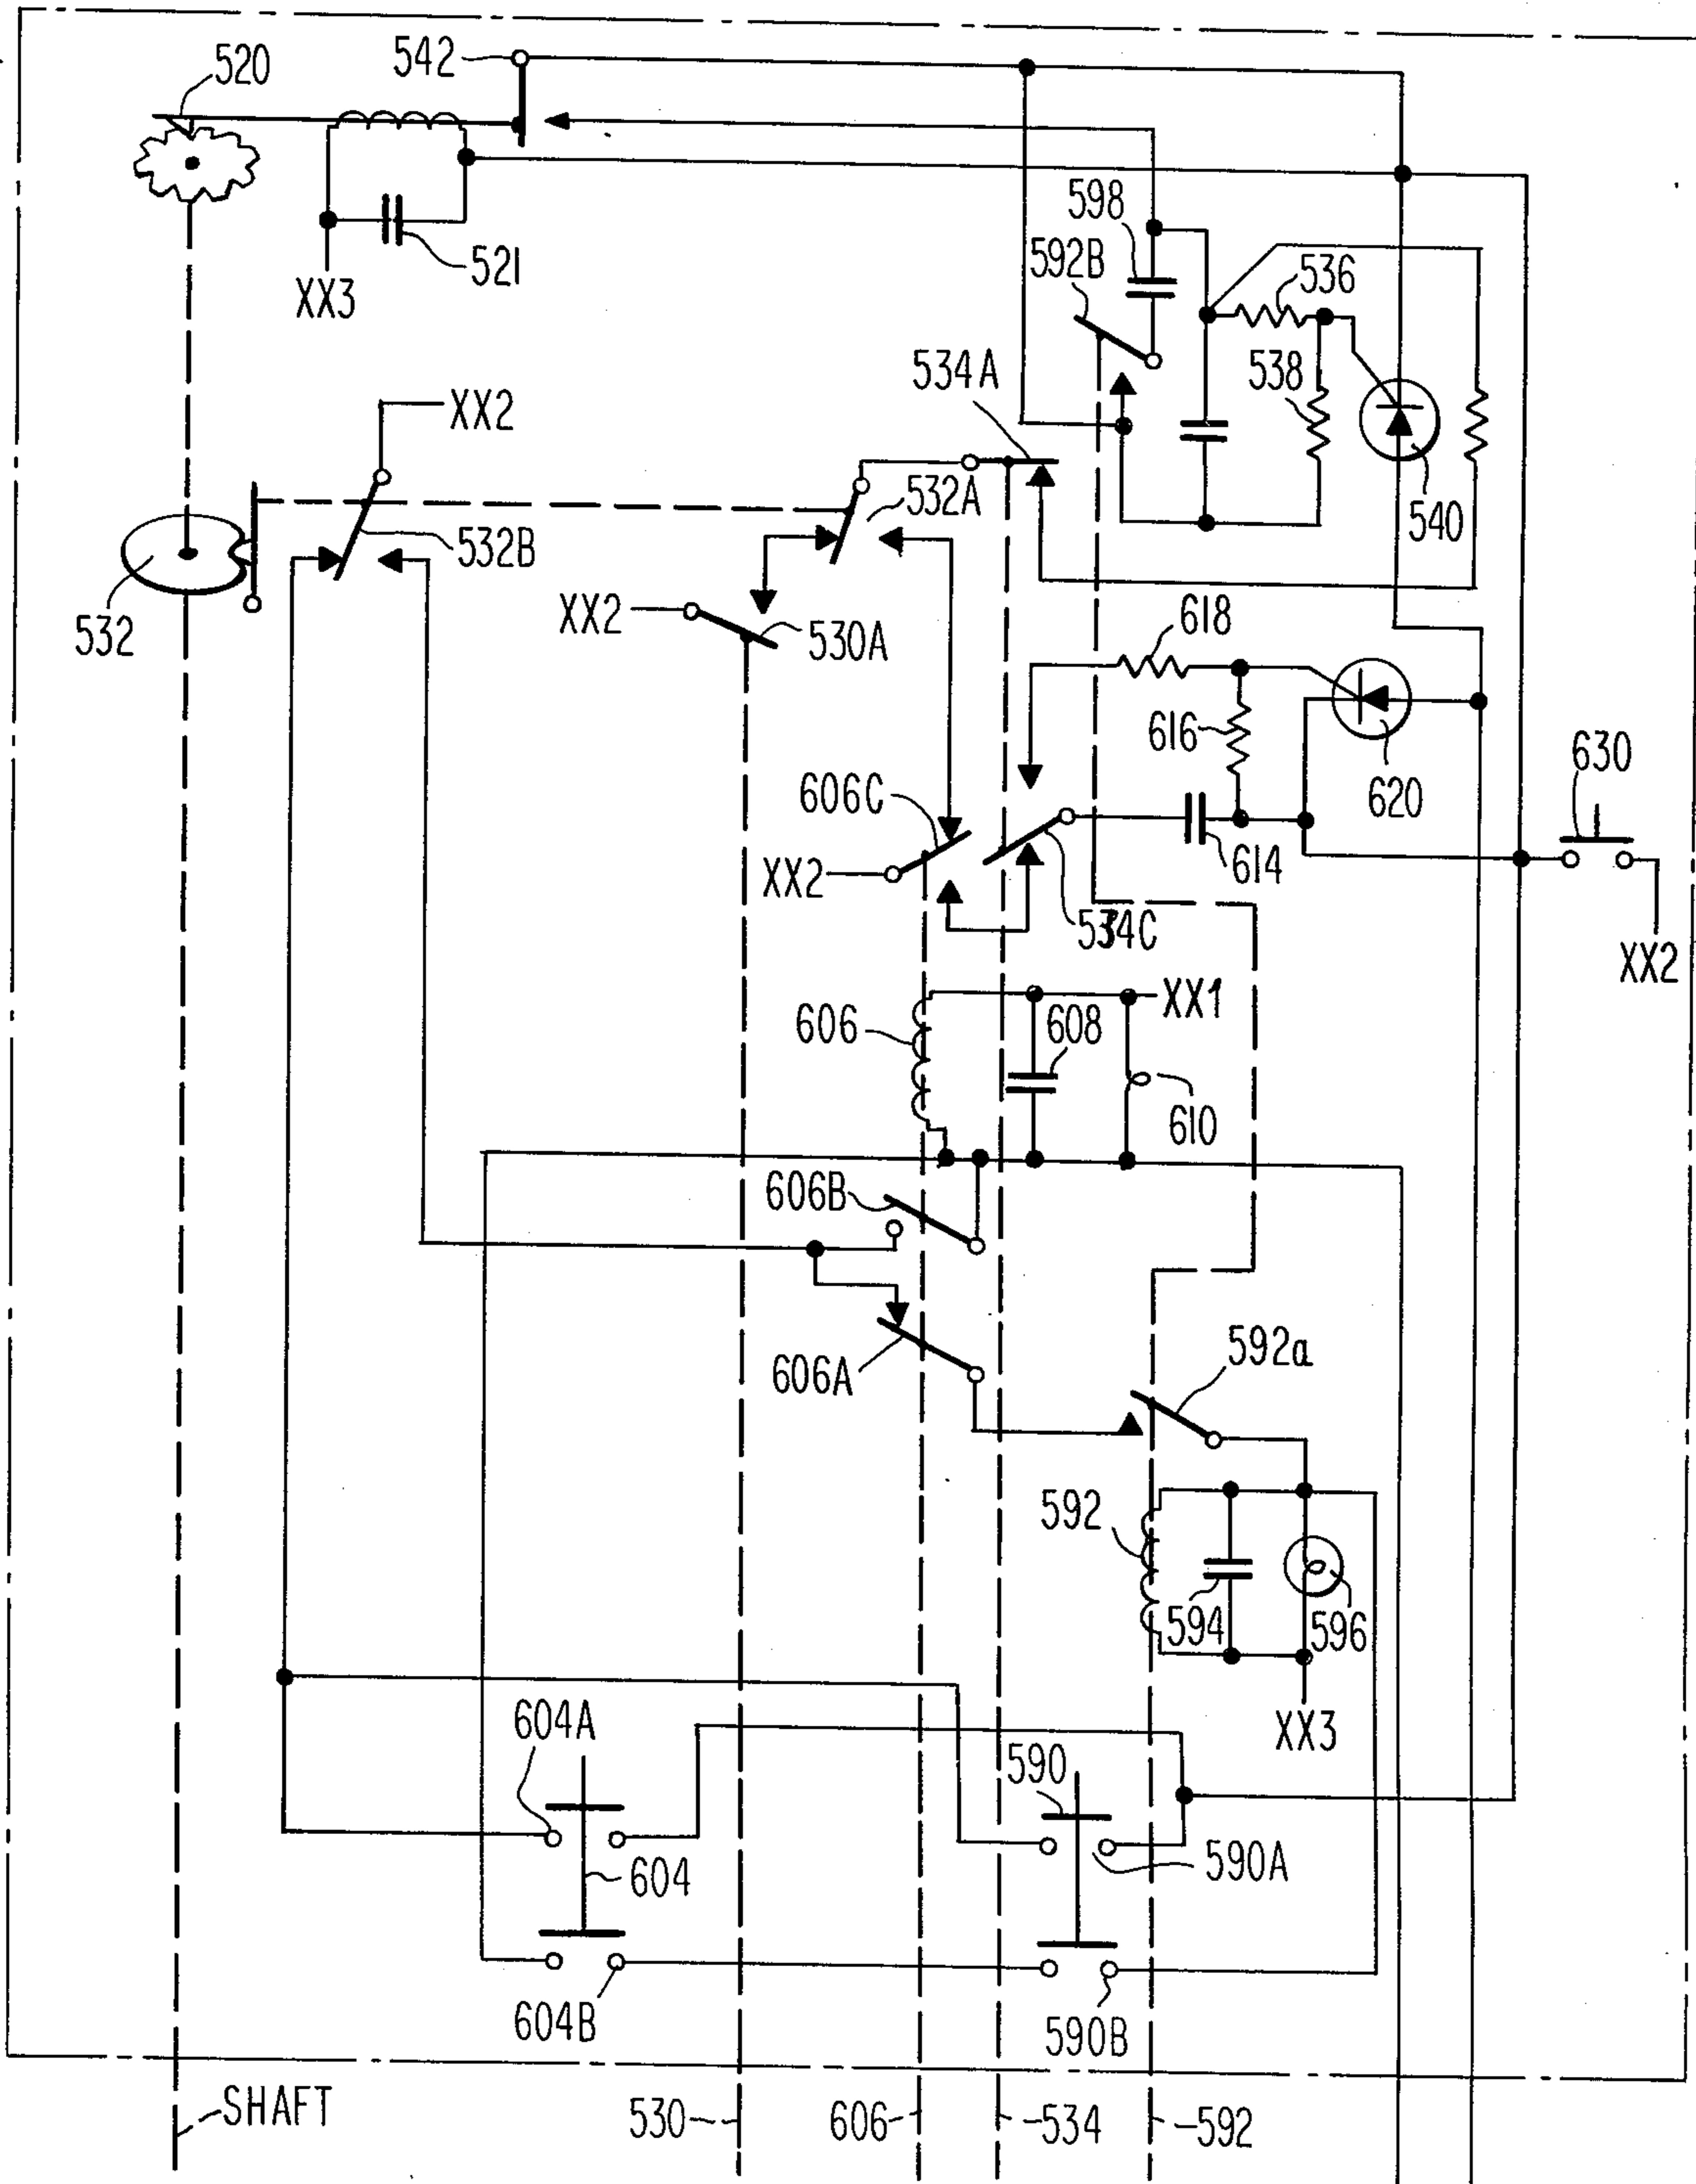 520
542
521
XX3
598
592B
536
538
534A
540
XX2
532A
532B
532
XX2
530A
618
616
620
630
606C
XX2
614
534C
XX2
XX1
606
608
610
606B
606A
592a
592
594
596
XX3
604A
590
590A
604
604B
590B
SHAFT
530
606
534
592